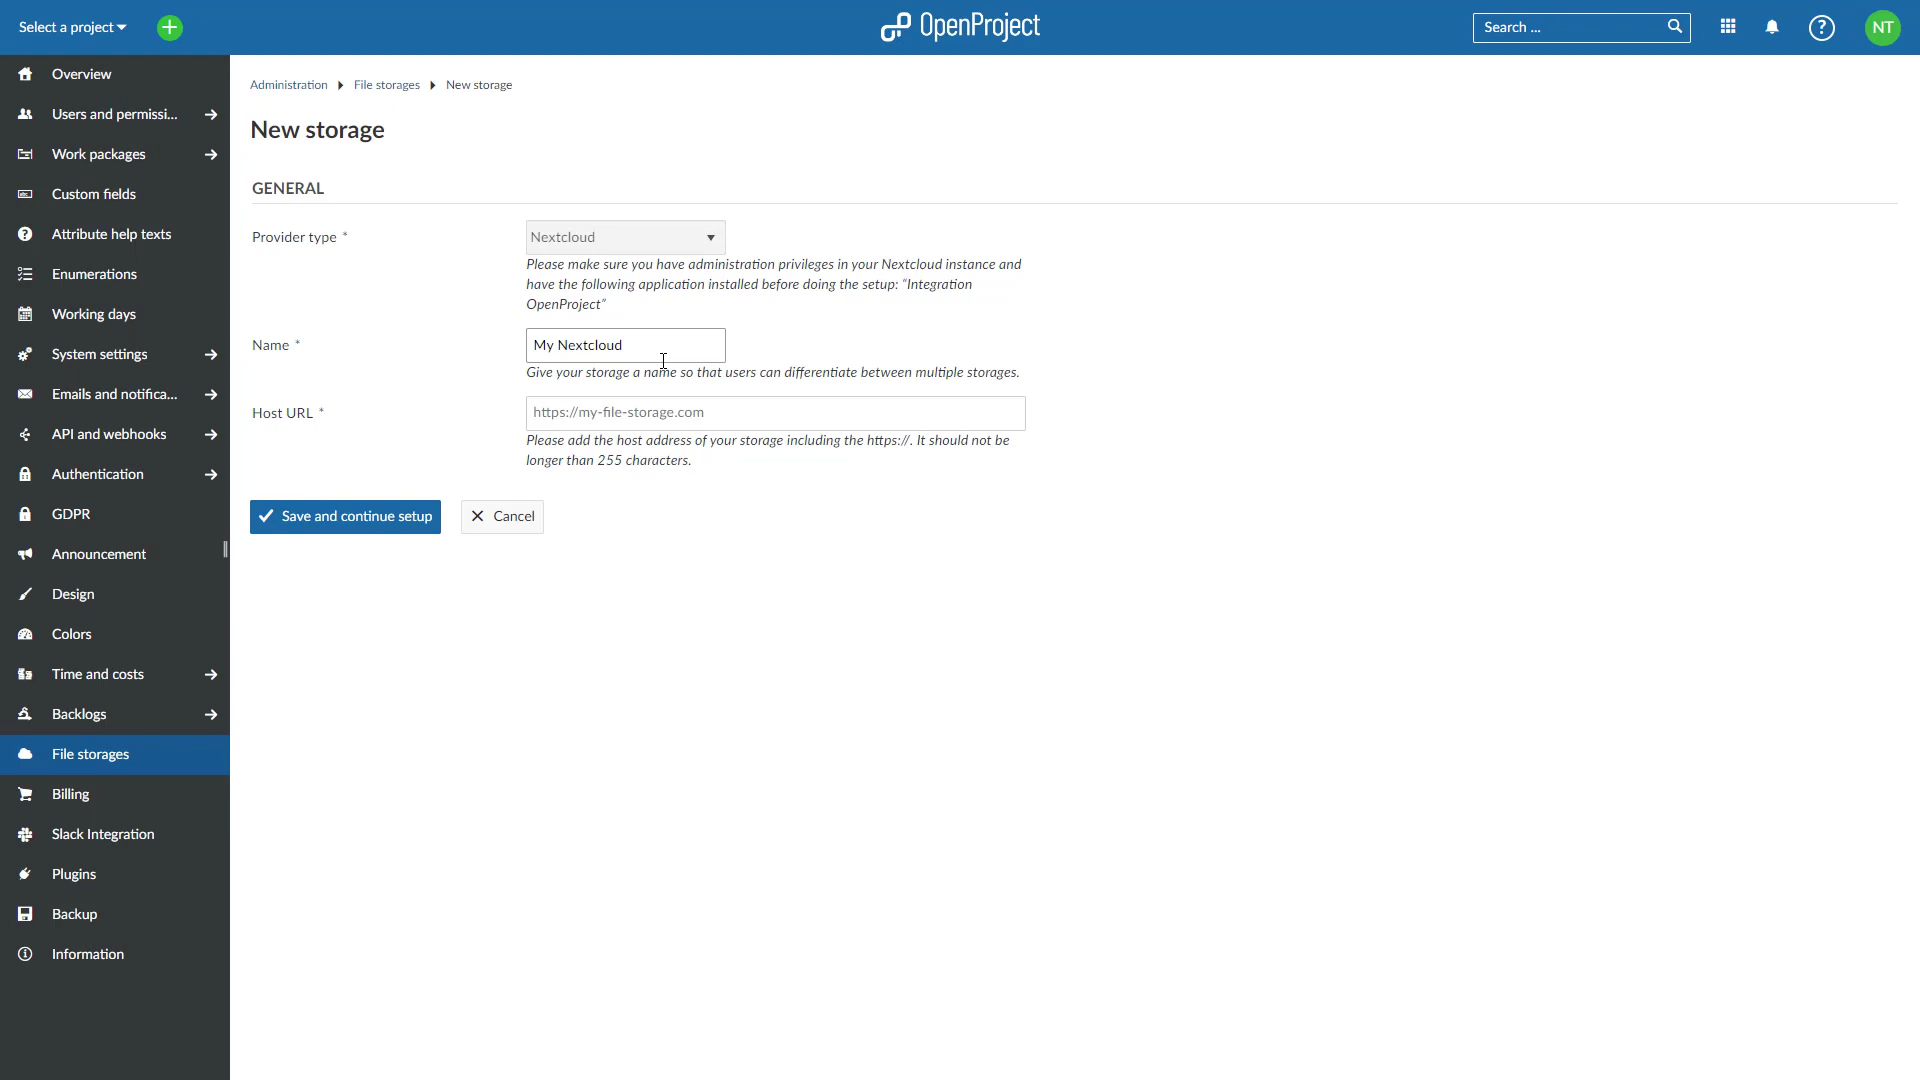 Select a project
OpenProject
Search ...
NT
Overview
Users and permissi...
Work packages
Custom fields
Attribute help texts
Enumerations
Working days
System settings
Emails and notifica...
API and webhooks
Authentication
GDPR
Announcement
Design
Colors
Time and costs
Backlogs
File storages
Billing
Slack Integration
Plugins
Backup
Information
Administration
File storages
New storage
New storage
GENERAL
Provider type *
Nextcloud
Please make sure you have administration privileges in your Nextcloud instance and
have the following application installed before doing the setup: “Integration
OpenProject”
Name *
My Nextcloud
Give your storage a name so that users can differentiate between multiple storages.
Host URL *
https://my-file-storage.com
Please add the host address of your storage including the https://. It should not be
longer than 255 characters.
Save and continue setup
Cancel